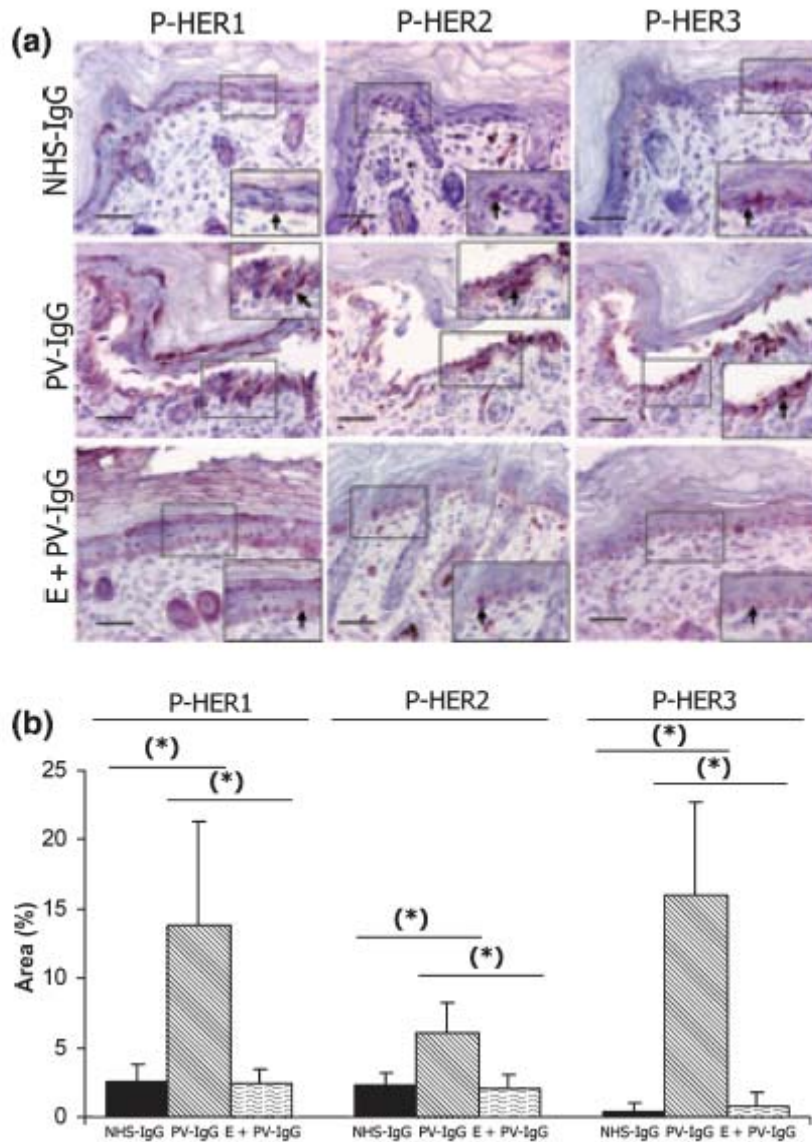 P-HER1 P-HER2 P-HER3
(a)
NHS-IgG
PV-IgG
E + PV-IgG
(b)
P-HER1 P-HER2 P-HER3
(*) (*)
(*) (*)
(*)
(*)
25
20
15
10
5
0
Area (%)
NHS-IgG PV-IgG E + PV-IgG NHS-IgG PV-IgG E + PV-IgG NHS-IgG PV-IgG E + PV-IgG